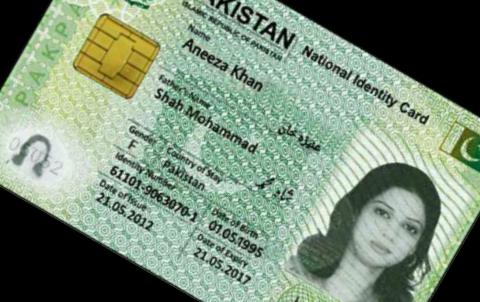 PAKISTAN
National Identity Card
ISLAMIC REPUBLIC OF PAKISTAN
Name
Aneeza Khan
عنیزہ خان
Father's Name
Shah Mohammad
شاہ محمد
Gender
Country of Stay
F
Pakistan
Identity Number
Date of Birth
61101-9063070-1
01.05.1995
Date of Issue
Date of Expiry
21.05.2012
21.05.2017